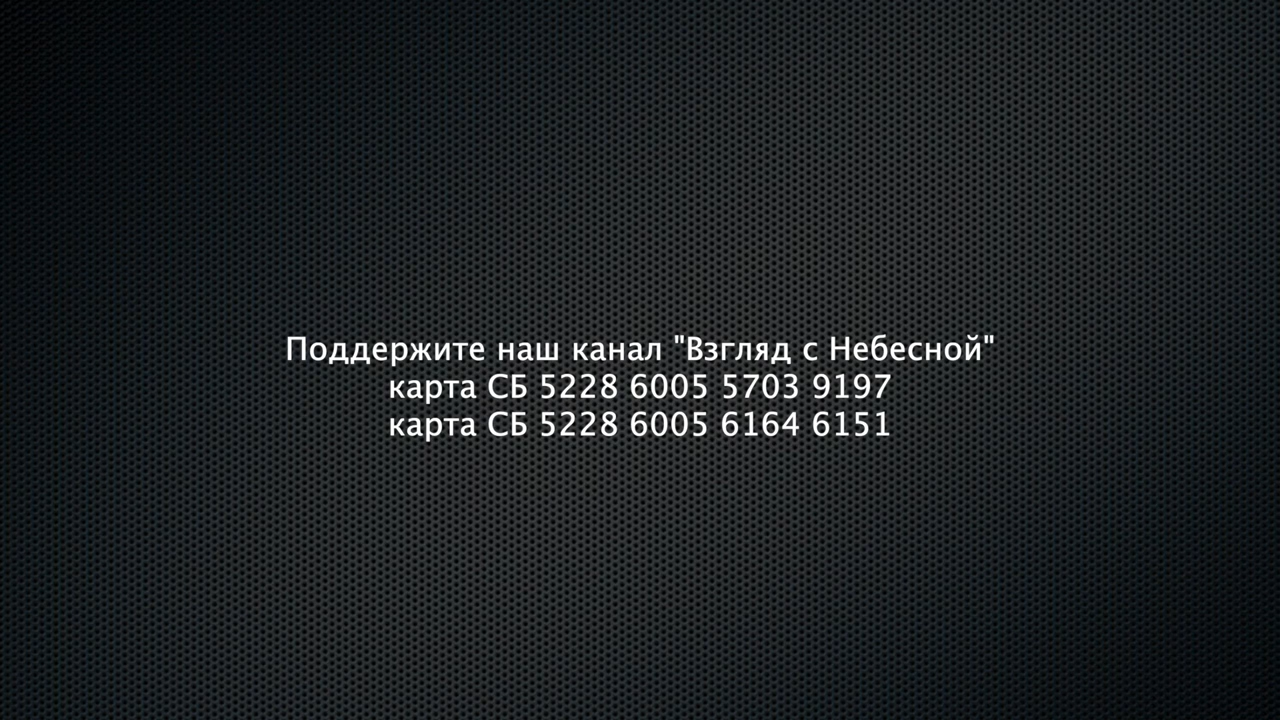 Поддержите наш канал "Взгляд с Небесной"
карта СБ 5228 6005 5703 9197
карта СБ 5228 6005 6164 6151